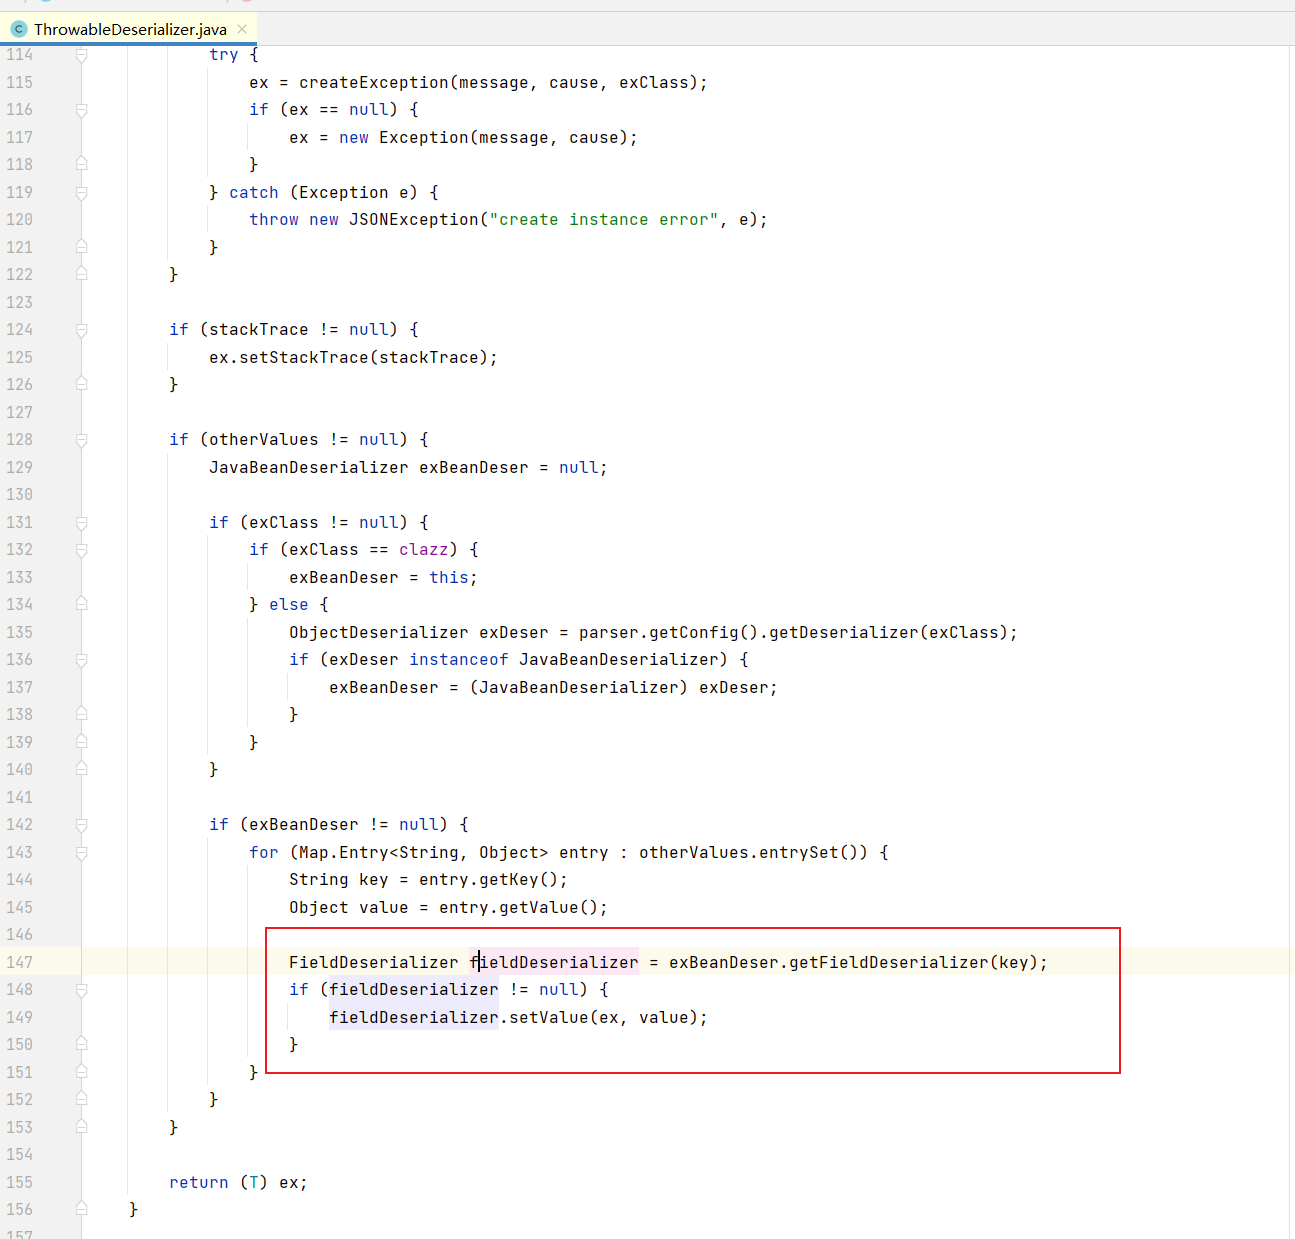 ThrowableDeserializer.java
114 try {
115 ex = createException(message, cause, exClass);
116 if (ex == null) {
117 ex = new Exception(message, cause);
118 }
119 } catch (Exception e) {
120 throw new JSONException("create instance error", e);
121 }
122 }
123
124 if (stackTrace != null) {
125 ex.setStackTrace(stackTrace);
126 }
127
128 if (otherValues != null) {
129 JavaBeanDeserializer exBeanDeser = null;
130
131 if (exClass != null) {
132 if (exClass == clazz) {
133 exBeanDeser = this;
134 } else {
135 ObjectDeserializer exDeser = parser.getConfig().getDeserializer(exClass);
136 if (exDeser instanceof JavaBeanDeserializer) {
137 exBeanDeser = (JavaBeanDeserializer) exDeser;
138 }
139 }
140 }
141
142 if (exBeanDeser != null) {
143 for (Map.Entry<String, Object> entry : otherValues.entrySet()) {
144 String key = entry.getKey();
145 Object value = entry.getValue();
146
147 FieldDeserializer fieldDeserializer = exBeanDeser.getFieldDeserializer(key);
148 if (fieldDeserializer != null) {
149 fieldDeserializer.setValue(ex, value);
150 }
151 }
152 }
153 }
154
155 return (T) ex;
156 }
157